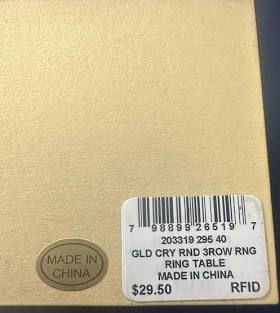 7 98899 26519 7
203319 295 40
GLD CRY RND 3ROW RNG
RING TABLE
MADE IN CHINA
$29.50 RFID
MADE IN
CHINA